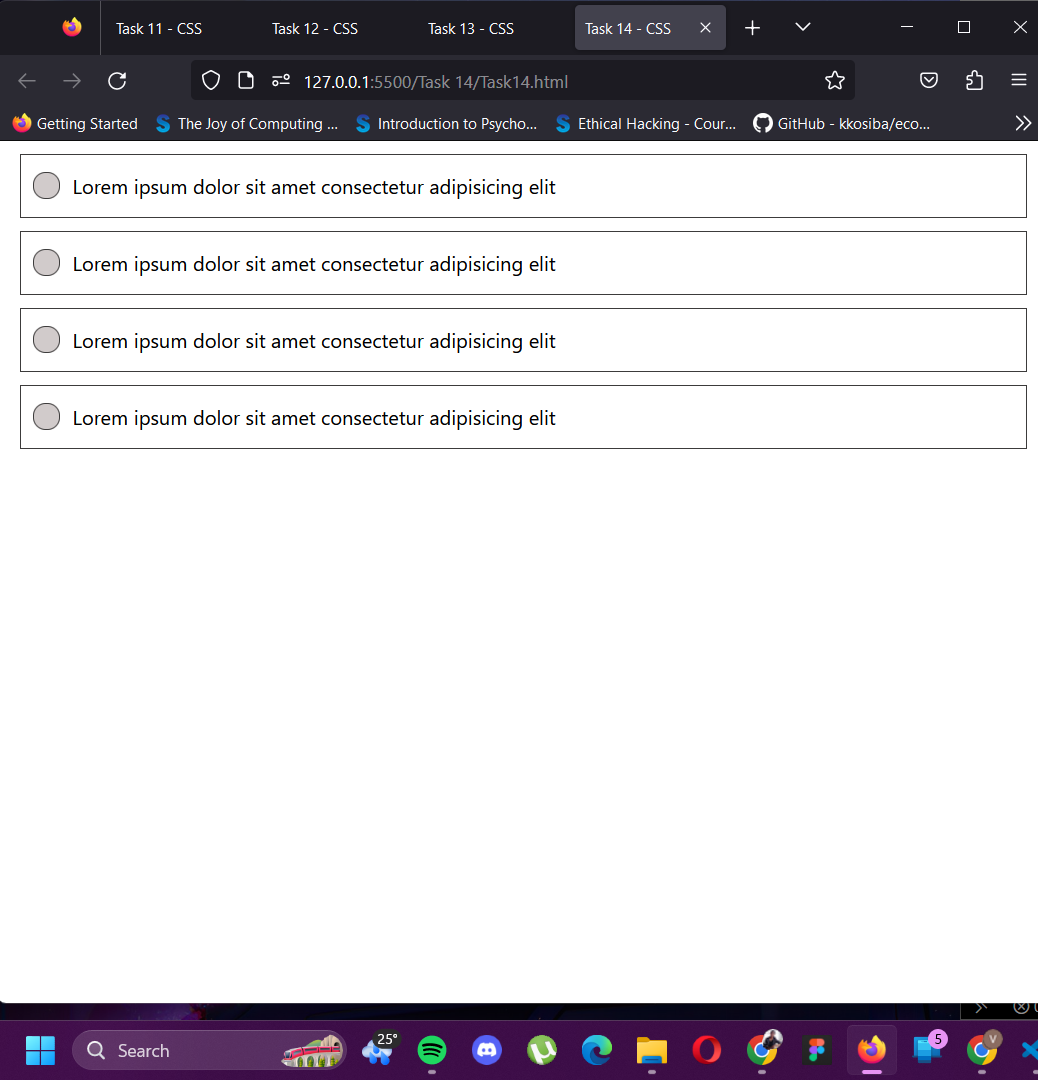 Task 11 - CSS
Task 12 - CSS
Task 13 - CSS
Task 14 - CSS
127.0.0.1:5500/Task 14/Task14.html
Getting Started
The Joy of Computing ...
Introduction to Psycho...
Ethical Hacking - Cour...
GitHub - kkosiba/eco...
Lorem ipsum dolor sit amet consectetur adipisicing elit
Lorem ipsum dolor sit amet consectetur adipisicing elit
Lorem ipsum dolor sit amet consectetur adipisicing elit
Lorem ipsum dolor sit amet consectetur adipisicing elit
Search
25°
5
V